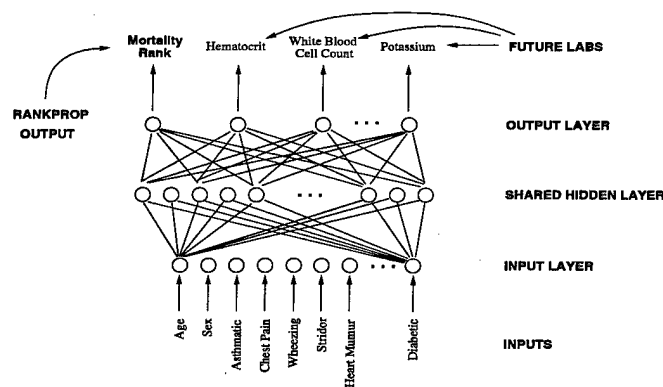 Mortality
Rank
Hematocrit
White Blood
Cell Count
Potassium
FUTURE LABS
RANKPROP
OUTPUT
OUTPUT LAYER
SHARED HIDDEN LAYER
INPUT LAYER
Age
Sex
Asthmatic
Chest Pain
Wheezing
Stridor
Heart Mumur
Diabetic
INPUTS